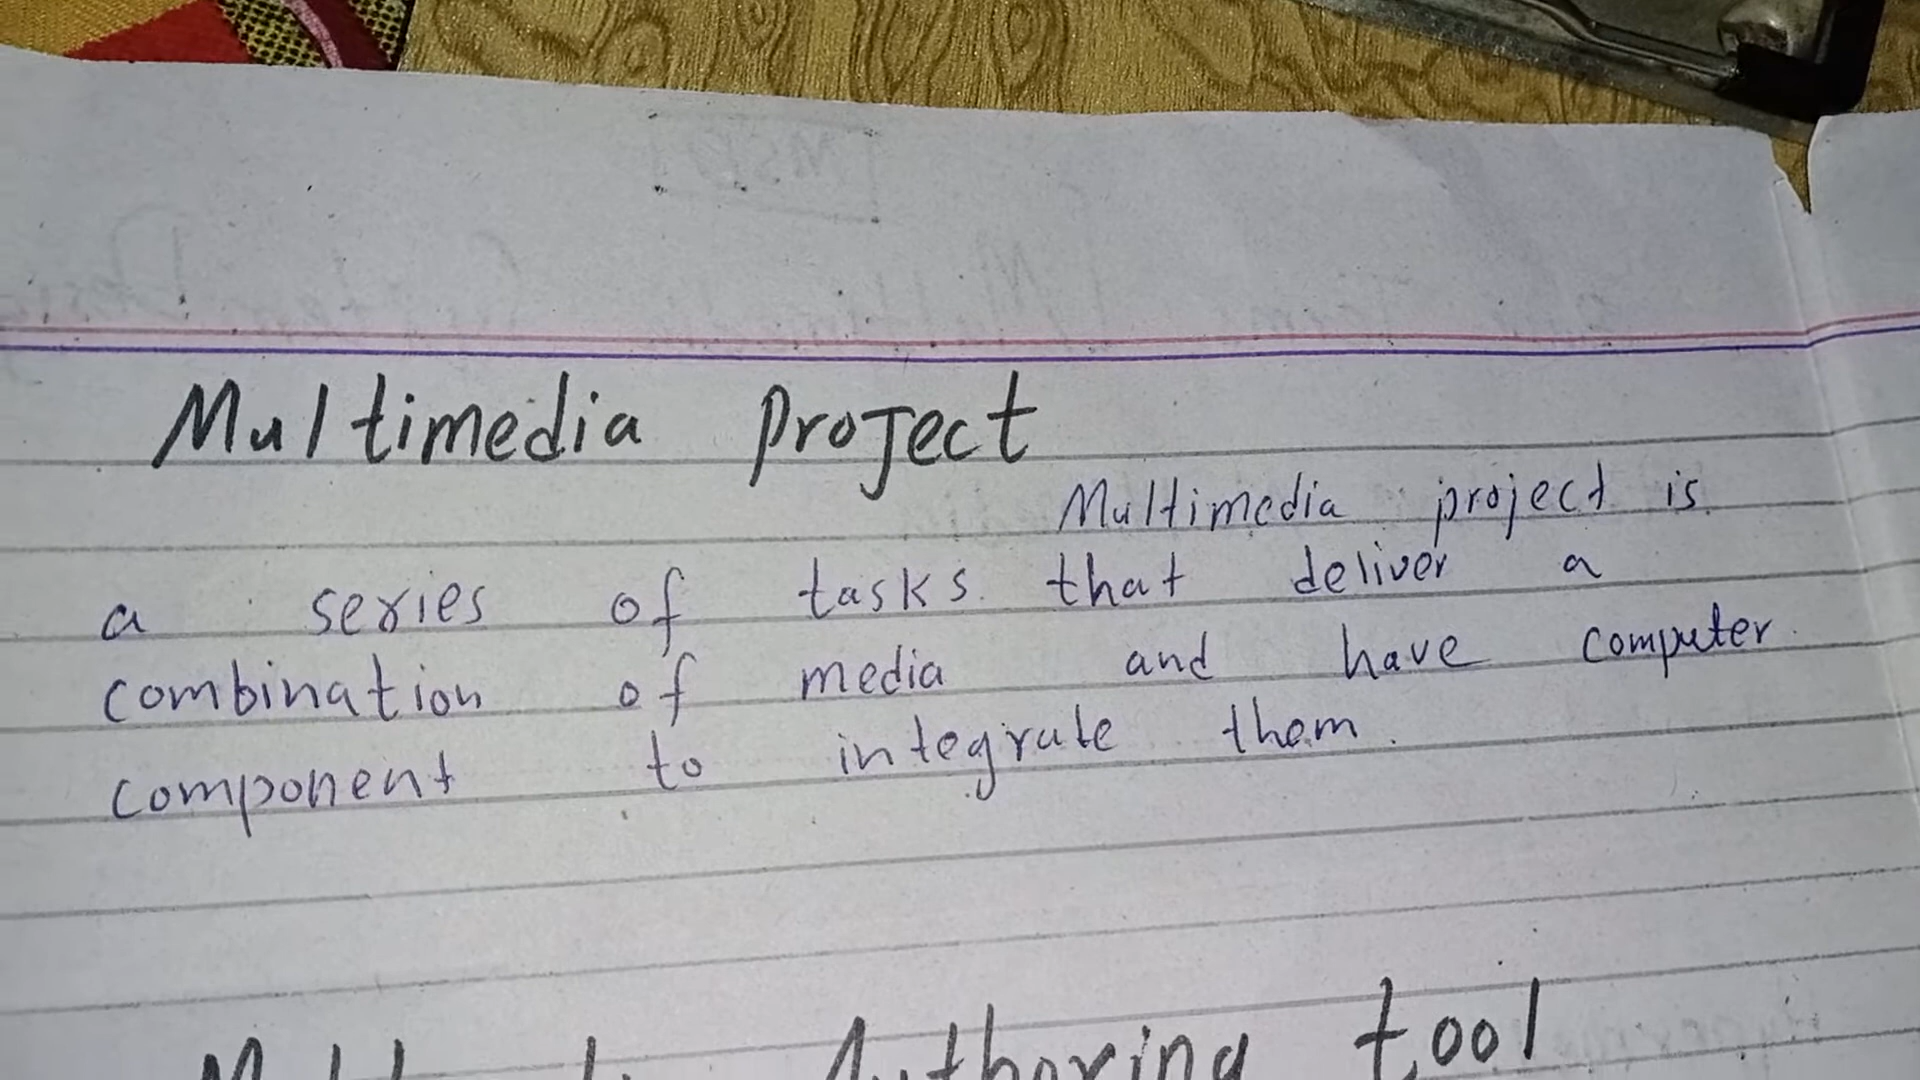 Multimedia project
Multimedia project is
a series of tasks that deliver a
combination of media and have computer
component to integrate them.
Authoring tool